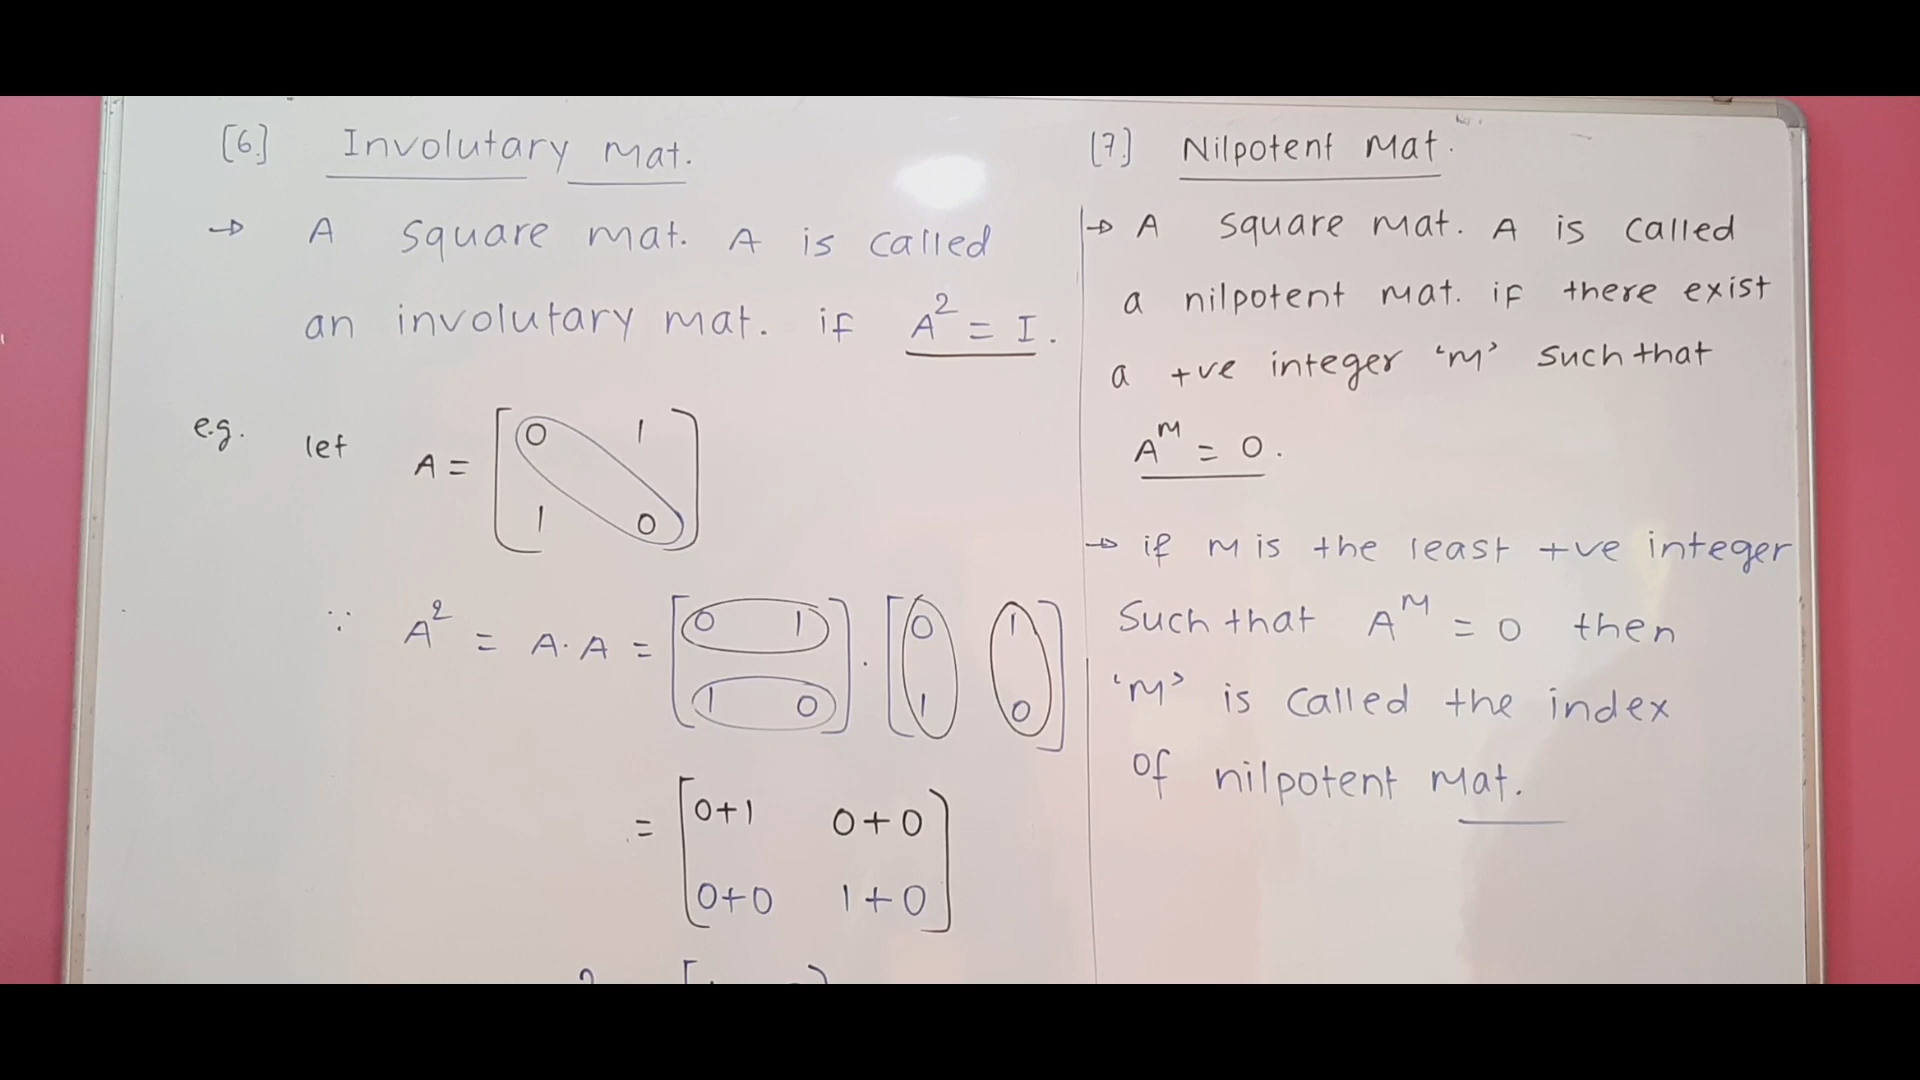 [6.] Involutary Mat.
→ A square mat. A is called
an involutary mat. if A² = I.
e.g. let A = [0 1
1 0]
∵ A² = A·A = [0 1
1 0] · [0 1
1 0]
= [0+1 0+0
0+0 1+0]
[7.] Nilpotent Mat.
→ A square mat. A is called
a nilpotent mat. if there exist
a +ve integer 'M' such that
A^M = 0.
→ if M is the least +ve integer
Such that A^M = 0 then
'M' is called the index
of nilpotent Mat.